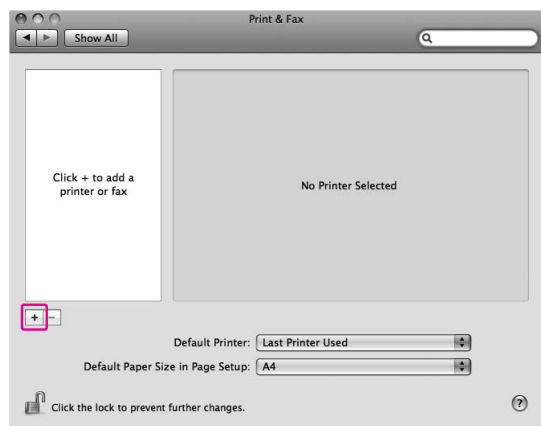 Print & Fax
Show All
Click + to add a
printer or fax
No Printer Selected
+ −
Default Printer: Last Printer Used
Default Paper Size in Page Setup: A4
Click the lock to prevent further changes.
?